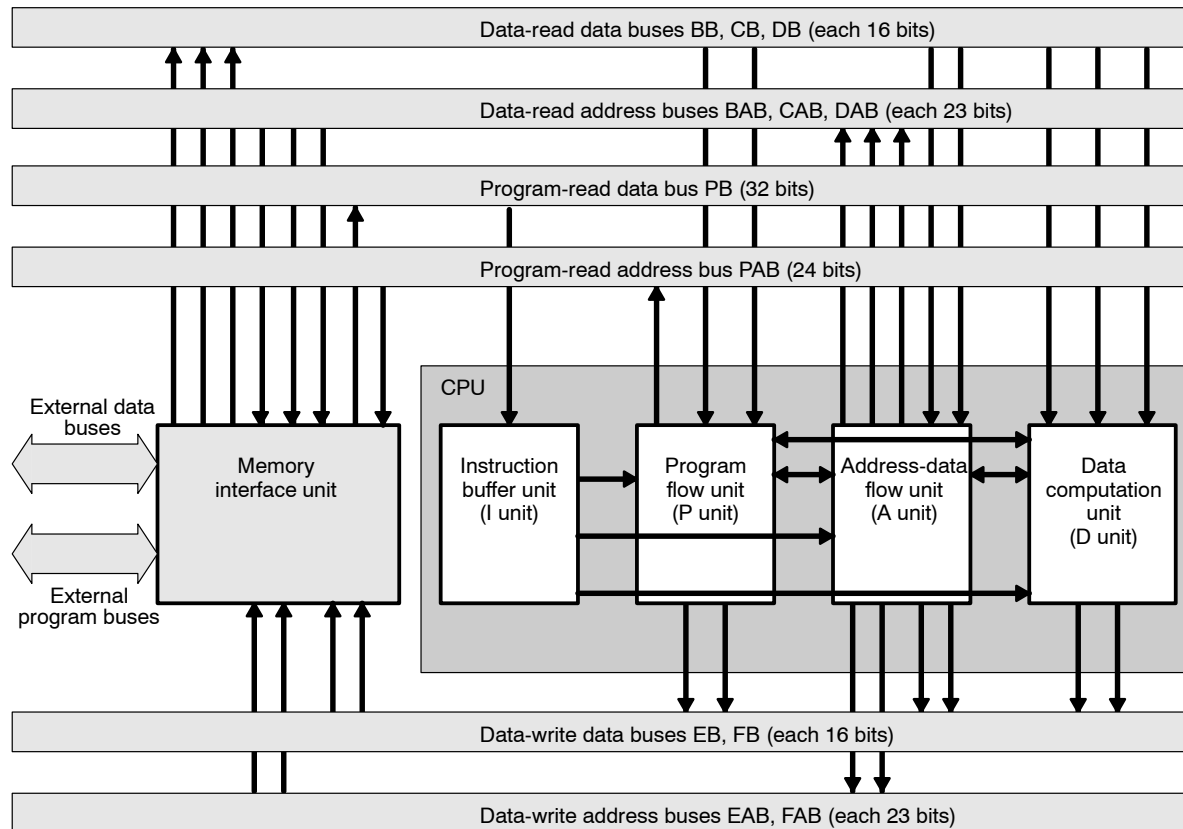 Data-read data buses BB, CB, DB (each 16 bits)
Data-read address buses BAB, CAB, DAB (each 23 bits)
Program-read data bus PB (32 bits)
Program-read address bus PAB (24 bits)
CPU
External data
buses
Memory
interface unit
External
program buses
Instruction
buffer unit
(I unit)
Program
flow unit
(P unit)
Address-data
flow unit
(A unit)
Data
computation
unit
(D unit)
Data-write data buses EB, FB (each 16 bits)
Data-write address buses EAB, FAB (each 23 bits)